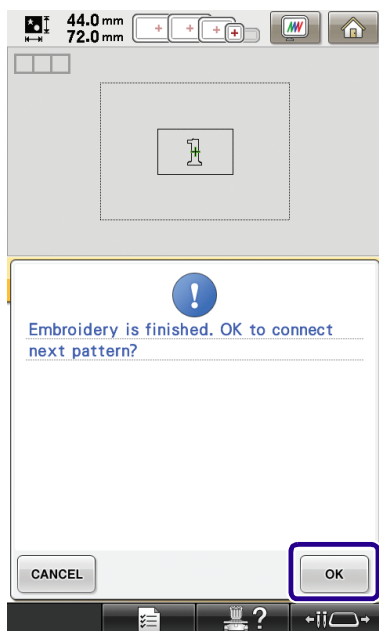 44.0 mm
72.0 mm
1
Embroidery is finished. OK to connect
next pattern?
CANCEL
OK
?